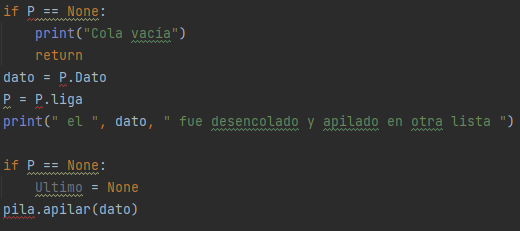 if P == None:
    print("Cola vacía")
    return
dato = P.Dato
P = P.liga
print(" el ", dato, " fue desencolado y apilado en otra lista ")

if P == None:
    Ultimo = None
pila.apilar(dato)